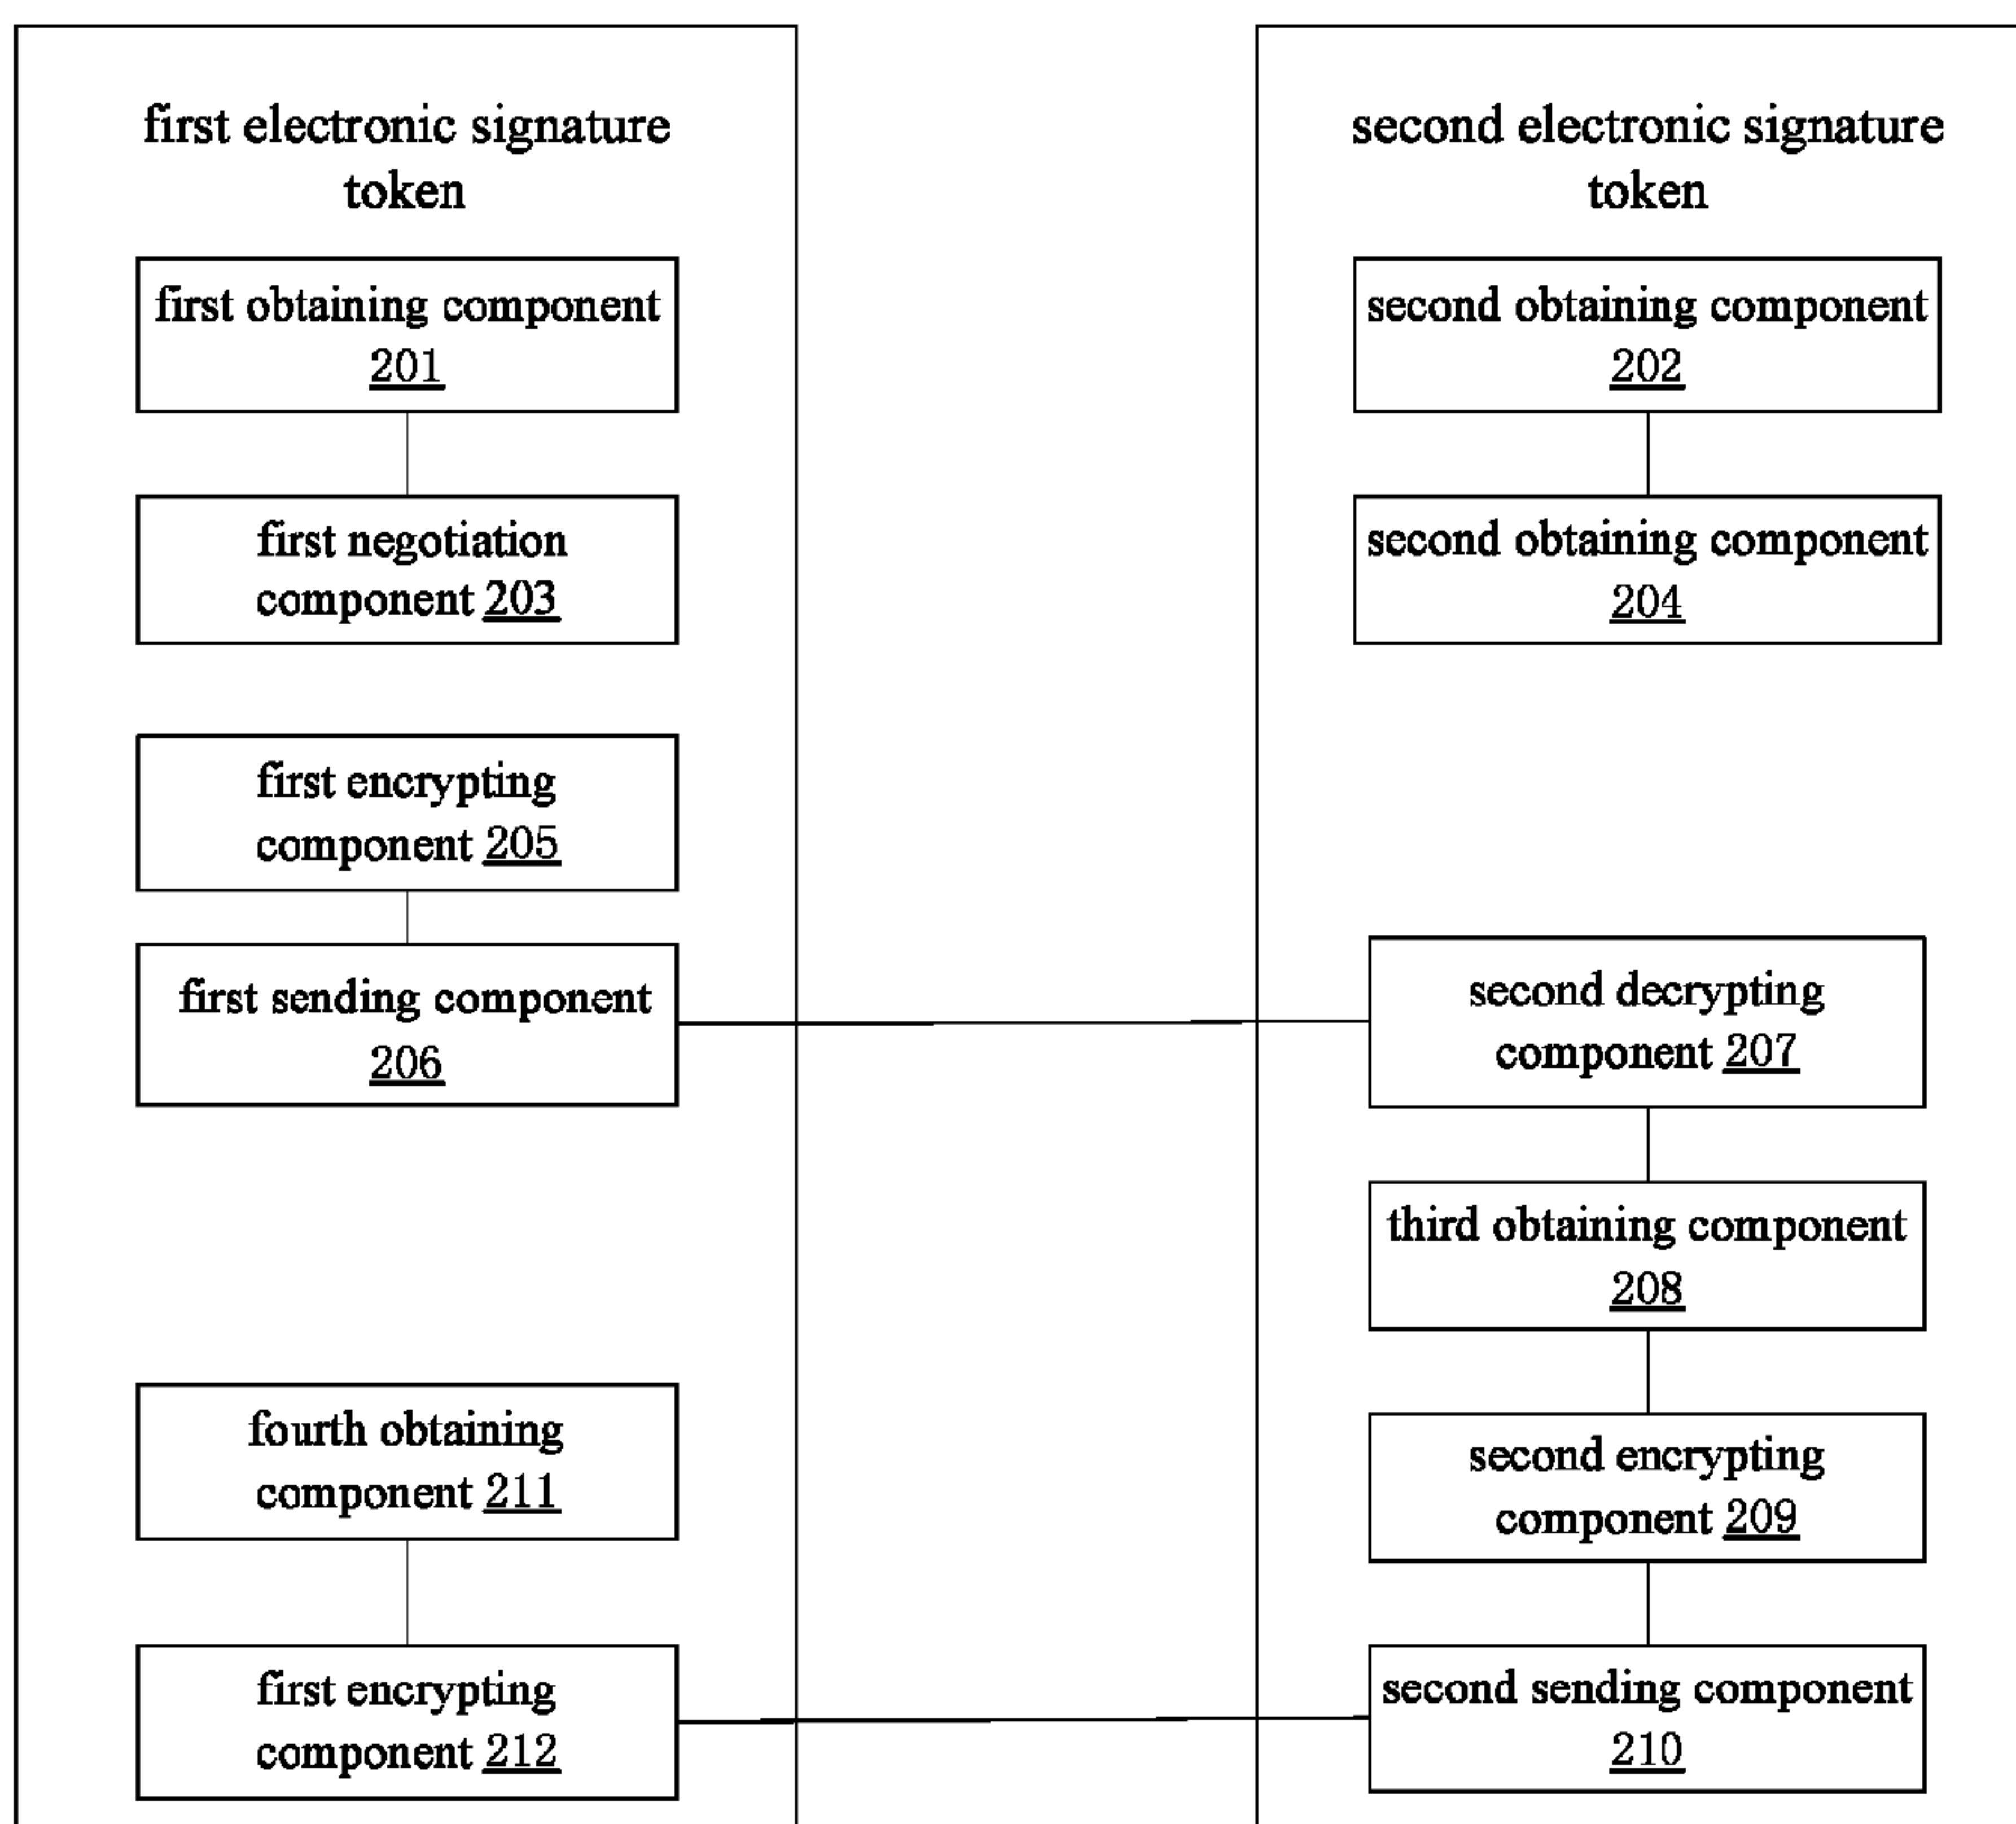 first electronic signature
token
first obtaining component
201
first negotiation
component 203
first encrypting
component 205
first sending component
206
fourth obtaining
component 211
first encrypting
component 212
second electronic signature
token
second obtaining component
202
second obtaining component
204
second decrypting
component 207
third obtaining component
208
second encrypting
component 209
second sending component
210